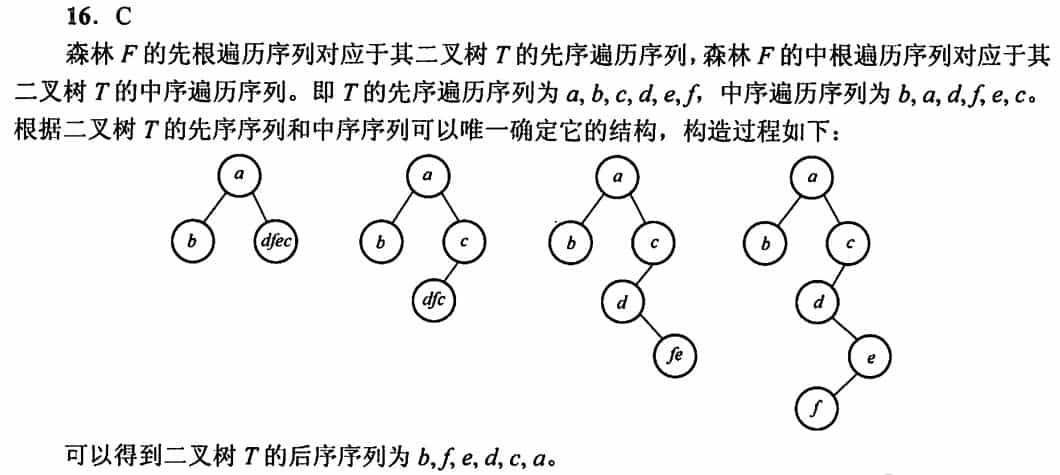 16. C
森林 F 的先根遍历序列对应于其二叉树 T 的先序遍历序列，森林 F 的中根遍历序列对应于其
二叉树 T 的中序遍历序列。即 T 的先序遍历序列为 a, b, c, d, e, f，中序遍历序列为 b, a, d, f, e, c。
根据二叉树 T 的先序序列和中序序列可以唯一确定它的结构，构造过程如下：
a a a a
b dfec b c b c b c
dfc d d
fe e
f
可以得到二叉树 T 的后序序列为 b, f, e, d, c, a。